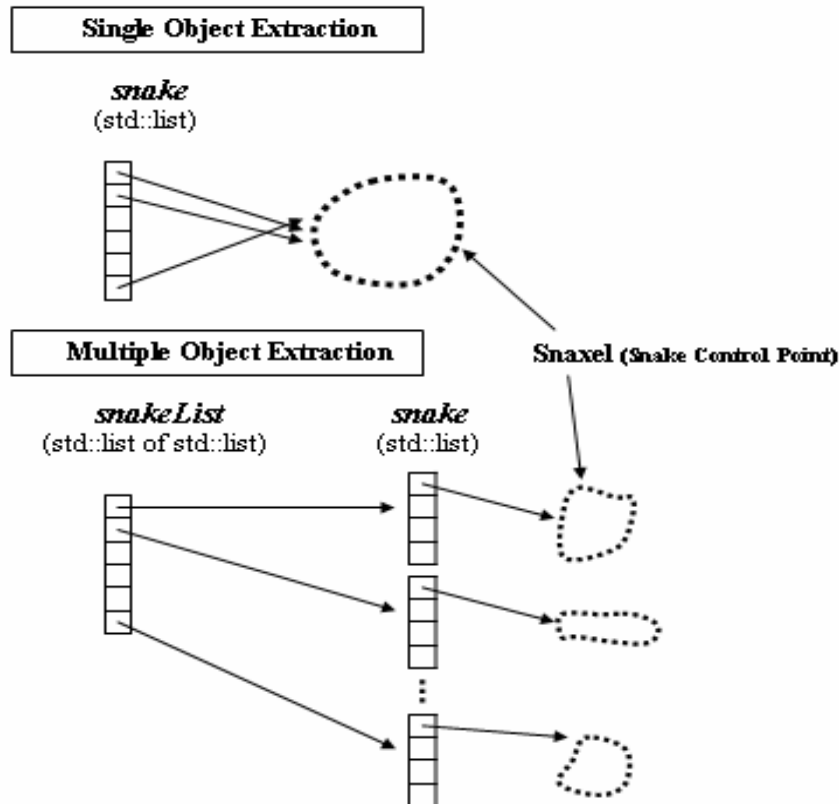 Single Object Extraction
snake
(std::list)
Multiple Object Extraction
Snaxel (Snake Control Point)
snakeList
(std::list of std::list)
snake
(std::list)